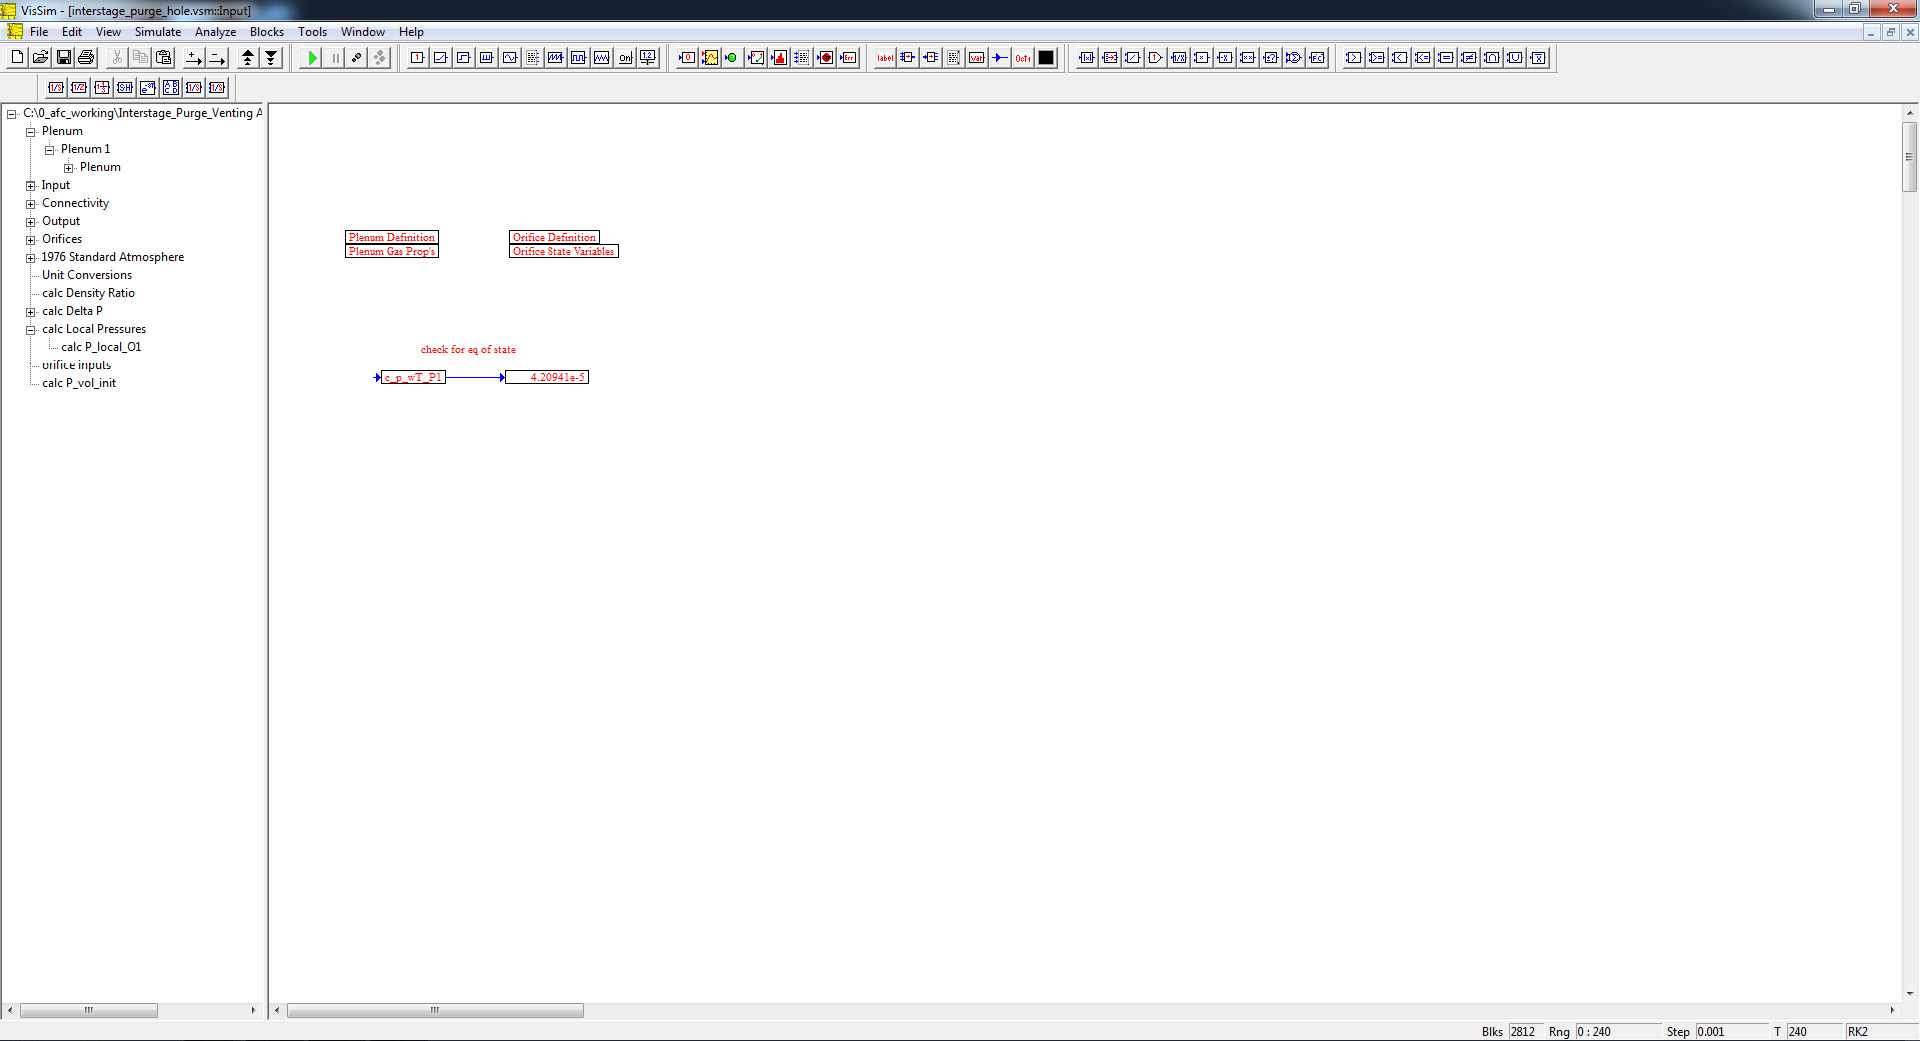 VisSim - [interstage_purge_hole.vsm::Input]
File Edit View Simulate Analyze Blocks Tools Window Help
C:\0_afc_working\Interstage_Purge_Venting A
Plenum
Plenum 1
Plenum
Input
Connectivity
Output
Orifices
1976 Standard Atmosphere
Unit Conversions
calc Density Ratio
calc Delta P
calc Local Pressures
calc P_local_O1
orifice inputs
calc P_vol_init
Plenum Definition Orifice Definition
Plenum Gas Prop's Orifice State Variables
check for eq of state
c_p_wT_P1 4.20941e-5
Blks 2812 Rng 0 : 240 Step 0.001 T 240 RK2